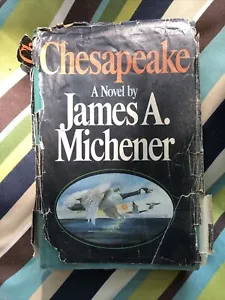 Chesapeake
A Novel by
James A.
Michener